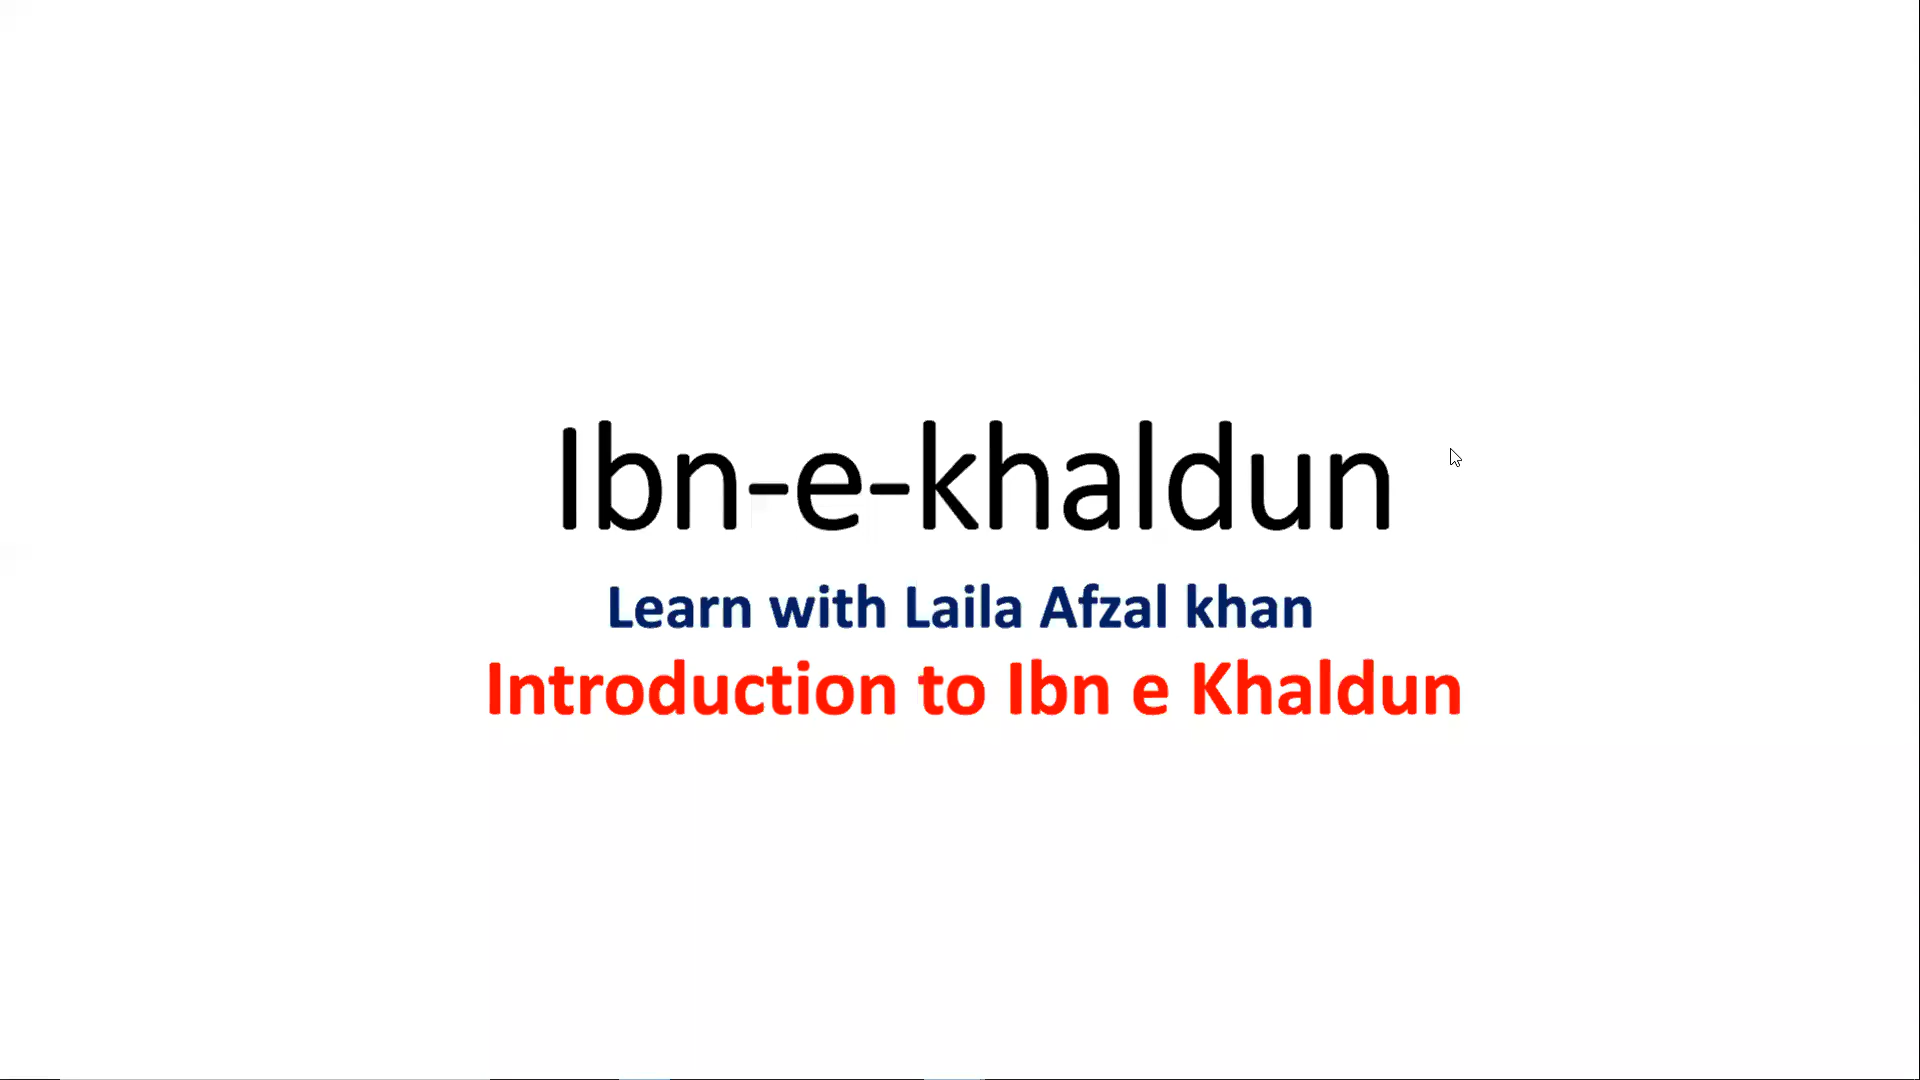 Ibn-e-khaldun
Learn with Laila Afzal khan
Introduction to Ibn e Khaldun